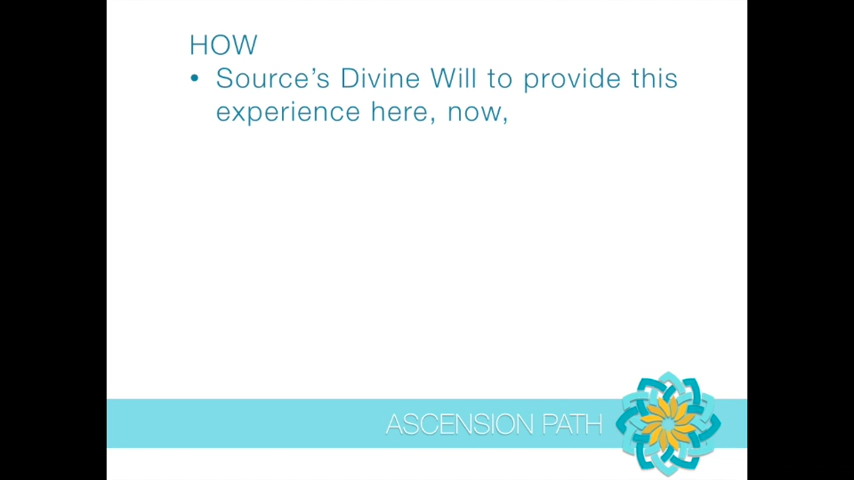 HOW
• Source’s Divine Will to provide this
experience here, now,
ASCENSION PATH